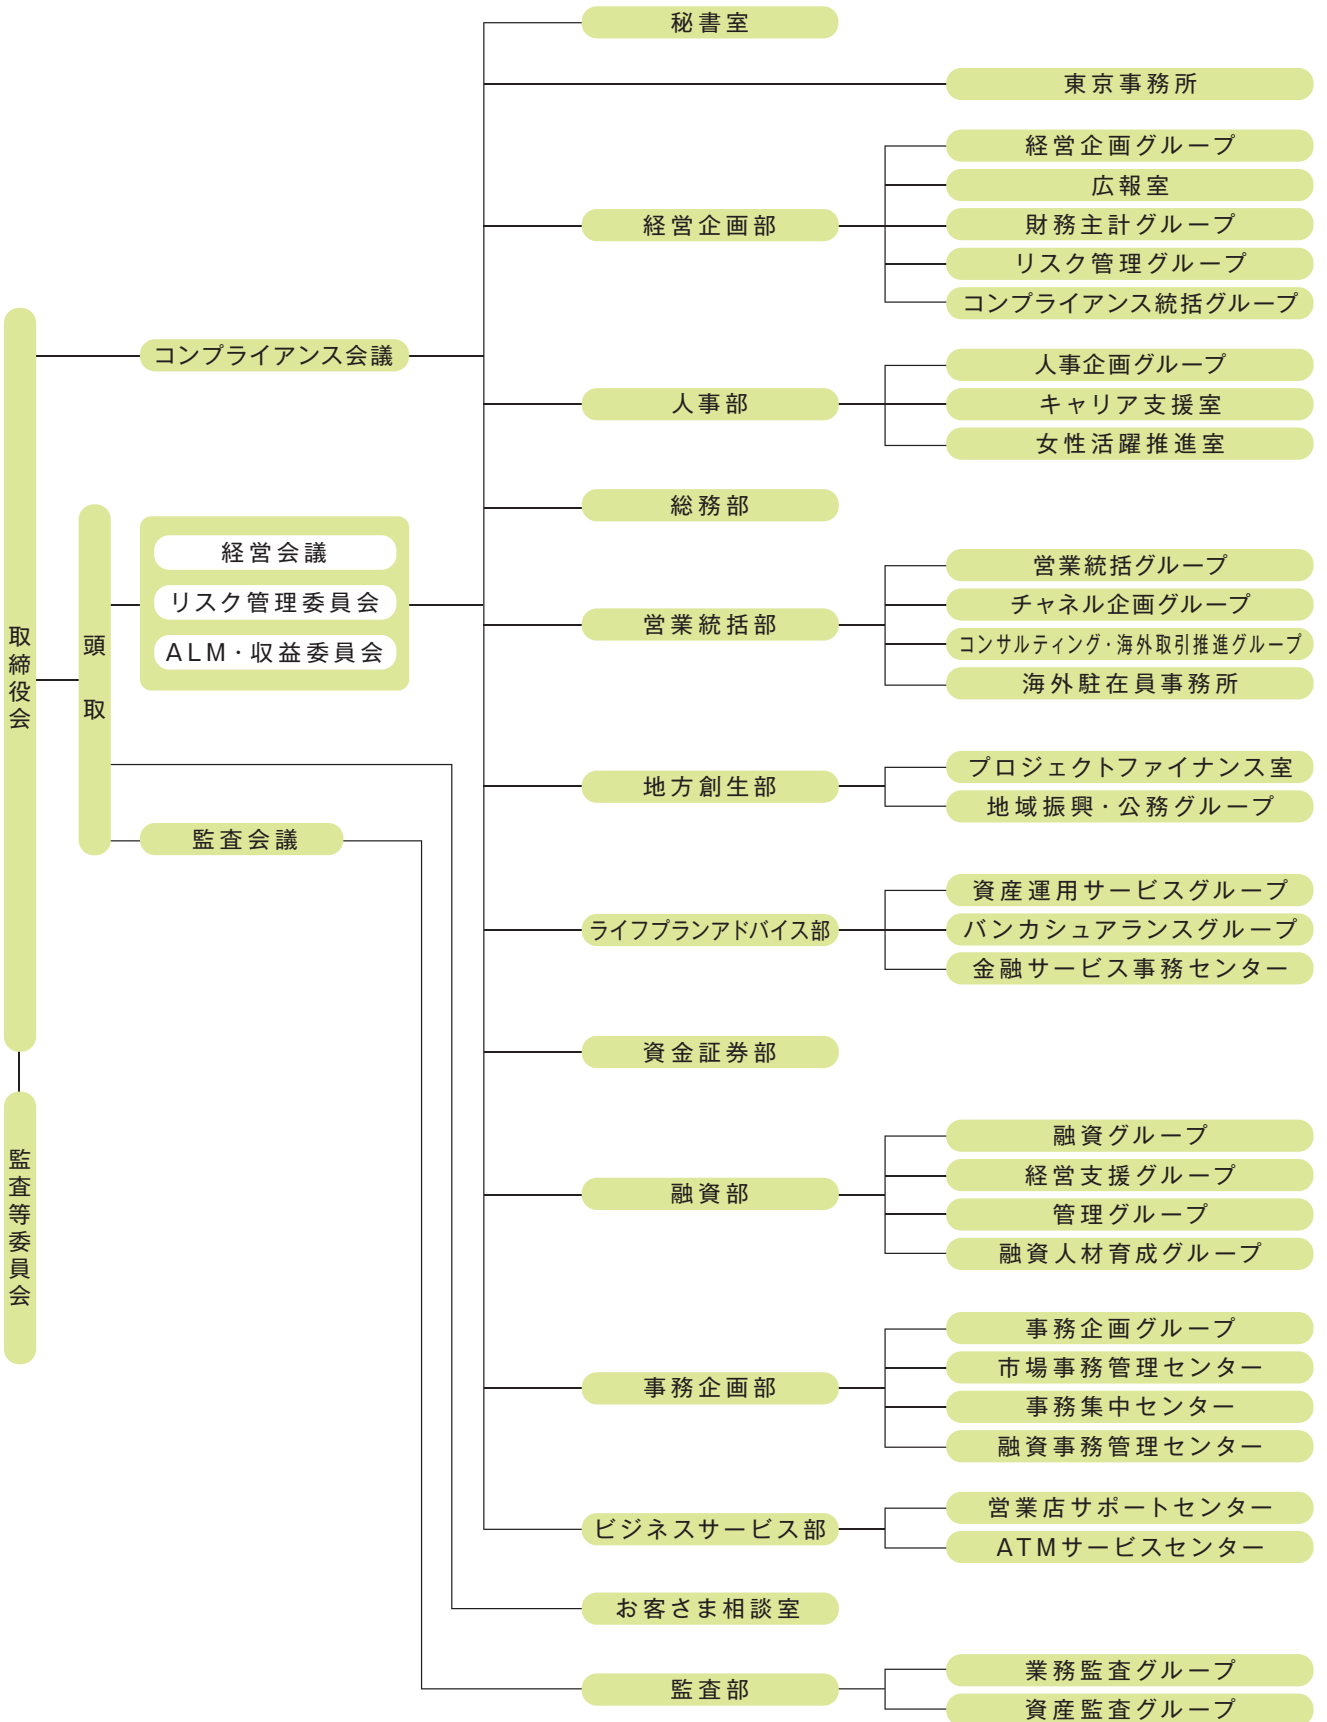 取締役会
監査等委員会
頭取
コンプライアンス会議
経営会議
リスク管理委員会
ALM・収益委員会
監査会議
秘書室
東京事務所
経営企画部
経営企画グループ
広報室
財務主計グループ
リスク管理グループ
コンプライアンス統括グループ
人事部
人事企画グループ
キャリア支援室
女性活躍推進室
総務部
営業統括部
営業統括グループ
チャネル企画グループ
コンサルティング・海外取引推進グループ
海外駐在員事務所
地方創生部
プロジェクトファイナンス室
地域振興・公務グループ
ライフプランアドバイス部
資産運用サービスグループ
バンカシュアランスグループ
金融サービス事務センター
資金証券部
融資部
融資グループ
経営支援グループ
管理グループ
融資人材育成グループ
事務企画部
事務企画グループ
市場事務管理センター
事務集中センター
融資事務管理センター
ビジネスサービス部
営業店サポートセンター
ATMサービスセンター
お客さま相談室
監査部
業務監査グループ
資産監査グループ